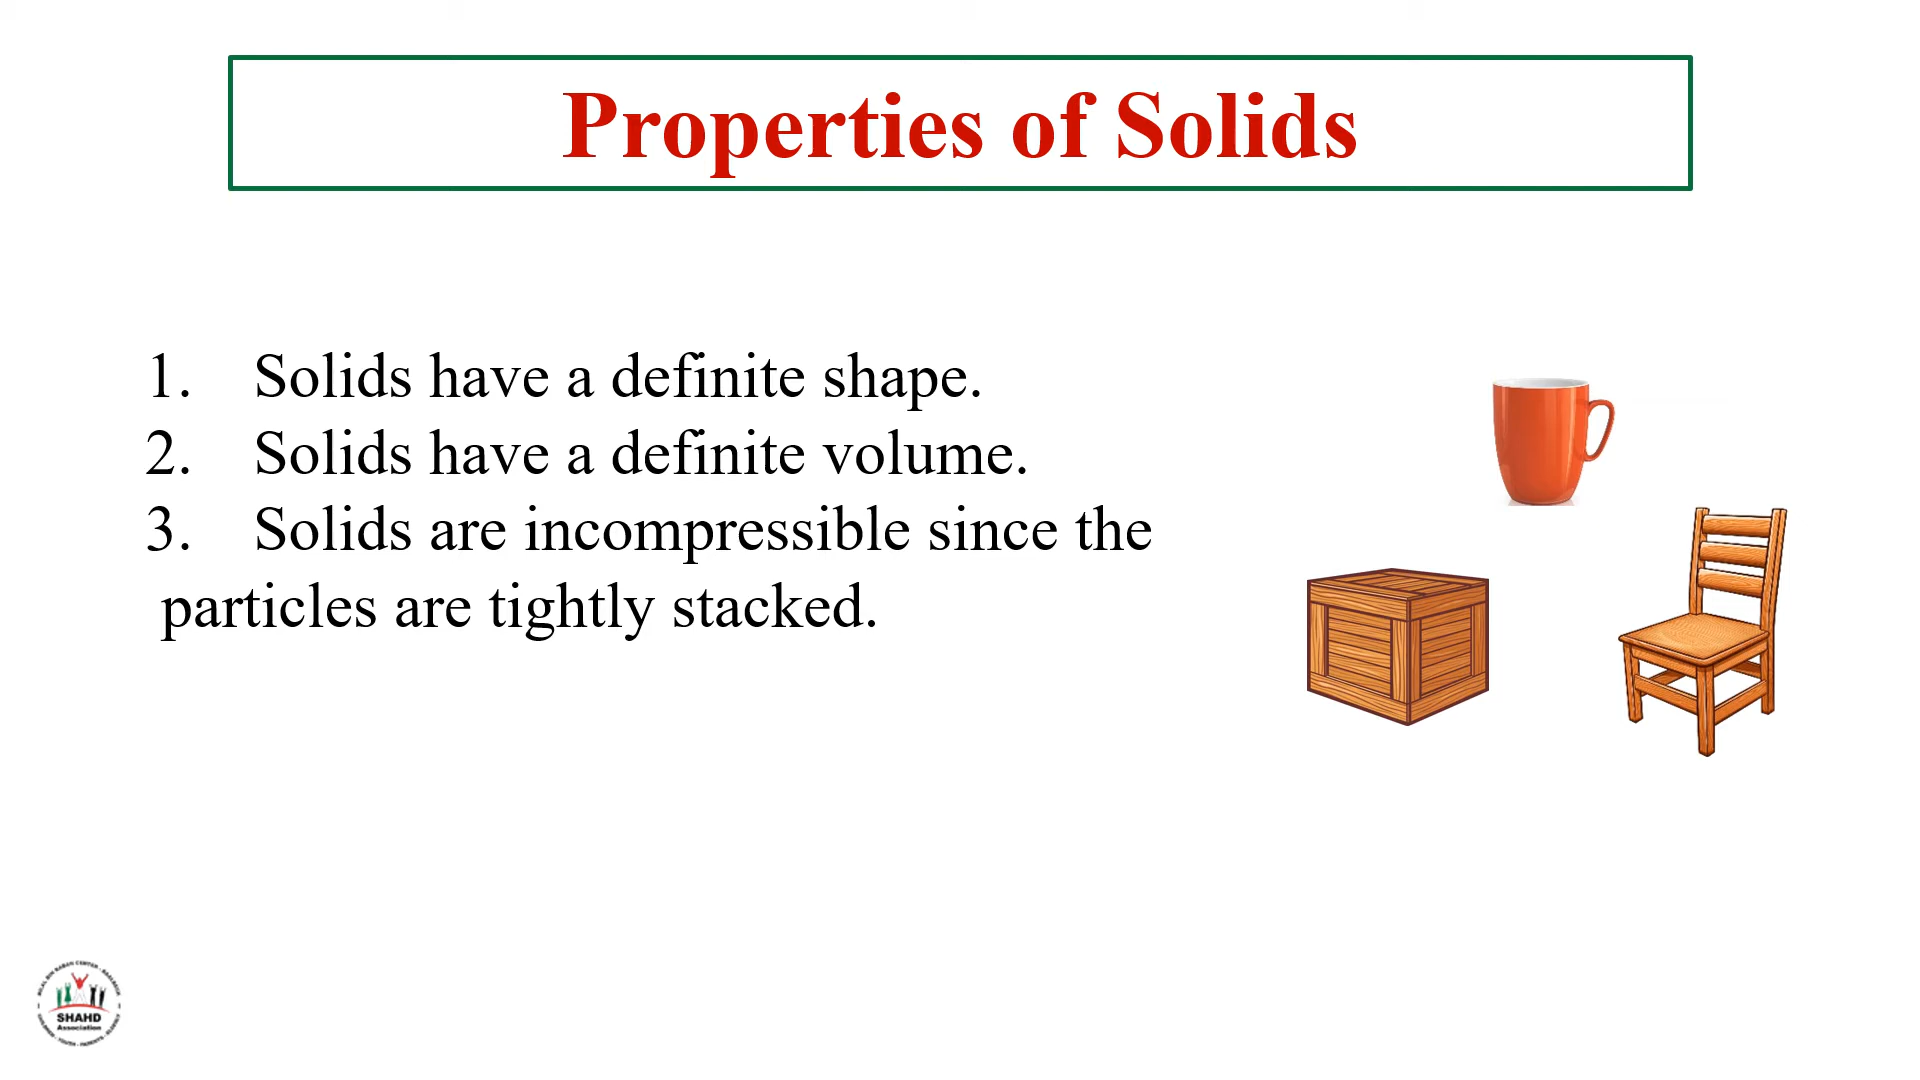 Properties of Solids
1. Solids have a definite shape.
2. Solids have a definite volume.
3. Solids are incompressible since the
particles are tightly stacked.
SHAHD
Association